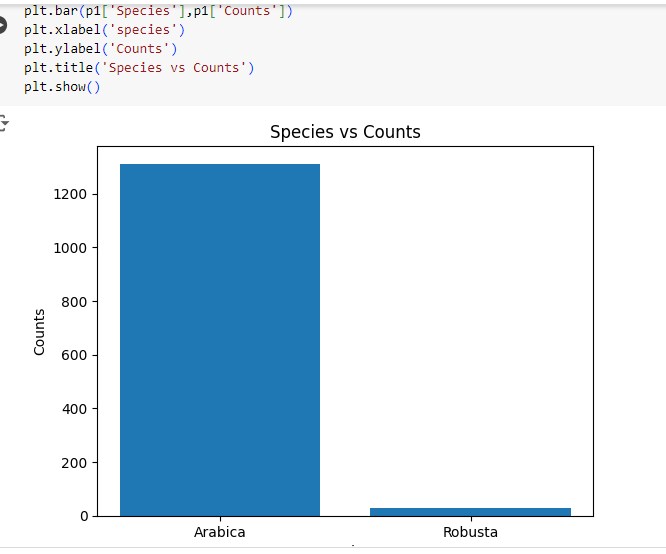 plt.bar(p1['Species'],p1['Counts'])
plt.xlabel('species')
plt.ylabel('Counts')
plt.title('Species vs Counts')
plt.show()
Species vs Counts
1200
1000
800
600
400
200
0
Counts
Arabica Robusta